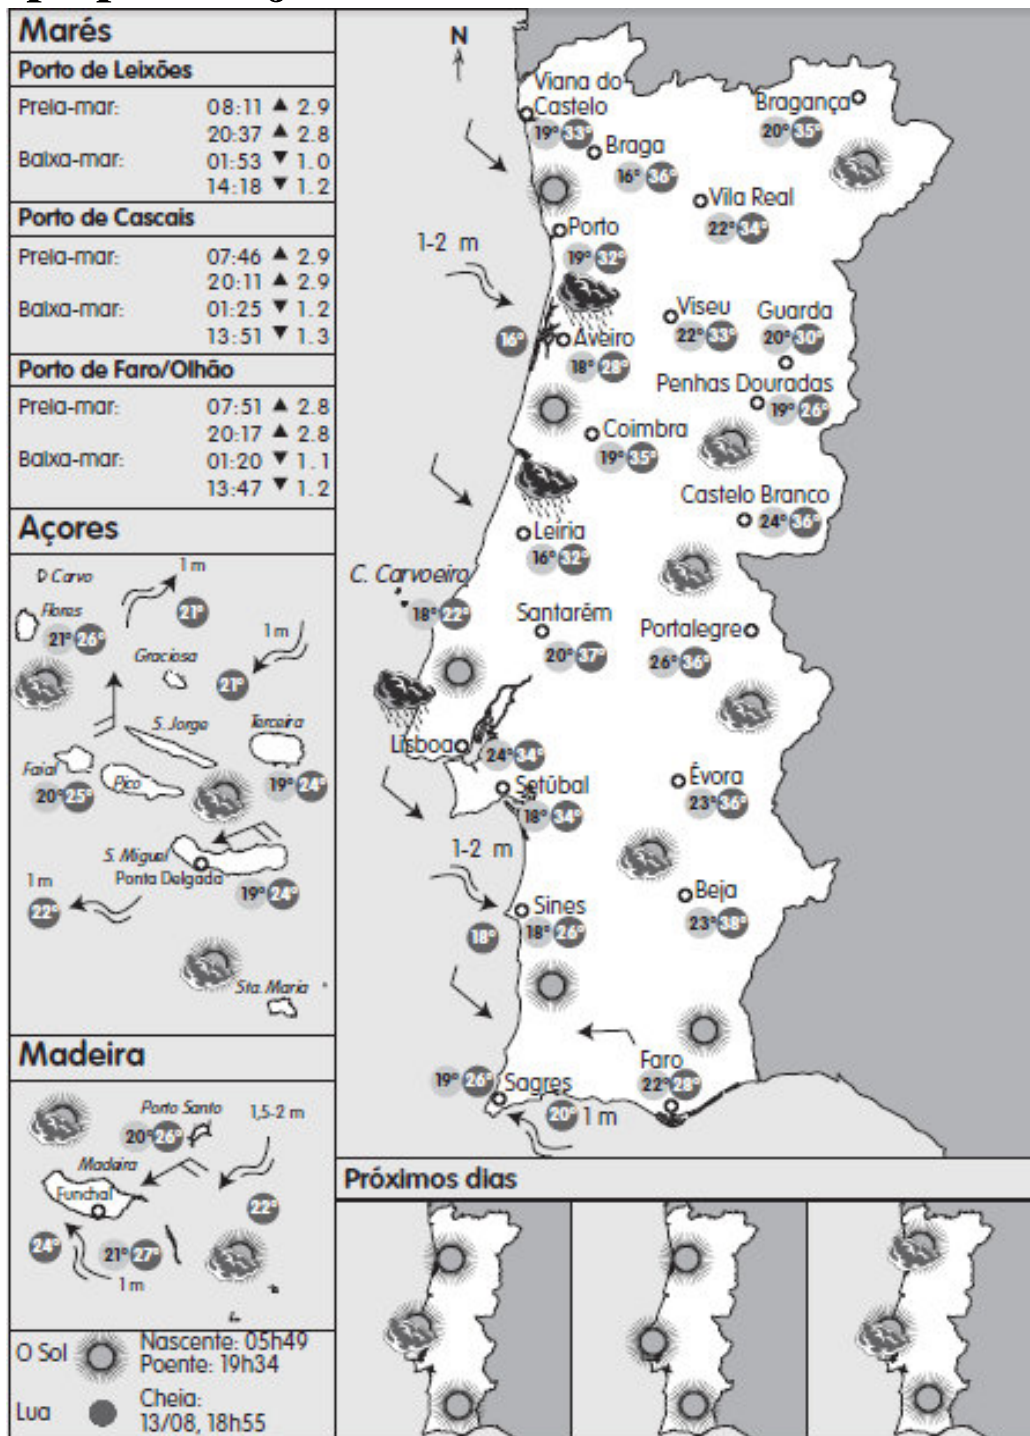 Marés
Porto de Leixões
Preia-mar: 08:11 ▲ 2.9
20:37 ▲ 2.8
Baixa-mar: 01:53 ▼ 1.0
14:18 ▼ 1.2
Porto de Cascais
Preia-mar: 07:46 ▲ 2.9
20:11 ▲ 2.9
Baixa-mar: 01:25 ▼ 1.2
13:51 ▼ 1.3
Porto de Faro/Olhão
Preia-mar: 07:51 ▲ 2.8
20:17 ▲ 2.8
Baixa-mar: 01:20 ▼ 1.1
13:47 ▼ 1.2
Açores
Corvo
1 m
Flores
21°
21° 26°
1 m
Graciosa
21°
S. Jorge
Terceira
Faial
20° 25°
Pico
19° 24°
S. Miguel
Ponta Delgada
1 m
22°
19° 24°
Sta. Maria
Madeira
Porto Santo
20° 26°
1,5-2 m
Madeira
Funchal
22°
24°
21° 27°
1 m
O Sol
Nascente: 05h49
Poente: 19h34
Lua
Cheia:
13/08, 18h55
N
Viana do
Castelo
19° 33°
Bragança
20° 35°
Braga
16° 36°
Vila Real
22° 34°
Porto
19° 32°
1-2 m
16°
Viseu
22° 33°
Guarda
20° 30°
Aveiro
18° 28°
Penhas Douradas
19° 26°
Coimbra
19° 35°
Castelo Branco
24° 36°
Leiria
16° 32°
C. Carvoeiro
18° 22°
Santarém
20° 37°
Portalegre
26° 36°
Lisboa
24° 34°
Setúbal
18° 34°
Évora
23° 36°
1-2 m
Beja
23° 38°
Sines
18° 26°
18°
Faro
22° 28°
19° 26°
Sagres
20° 1 m
Próximos dias